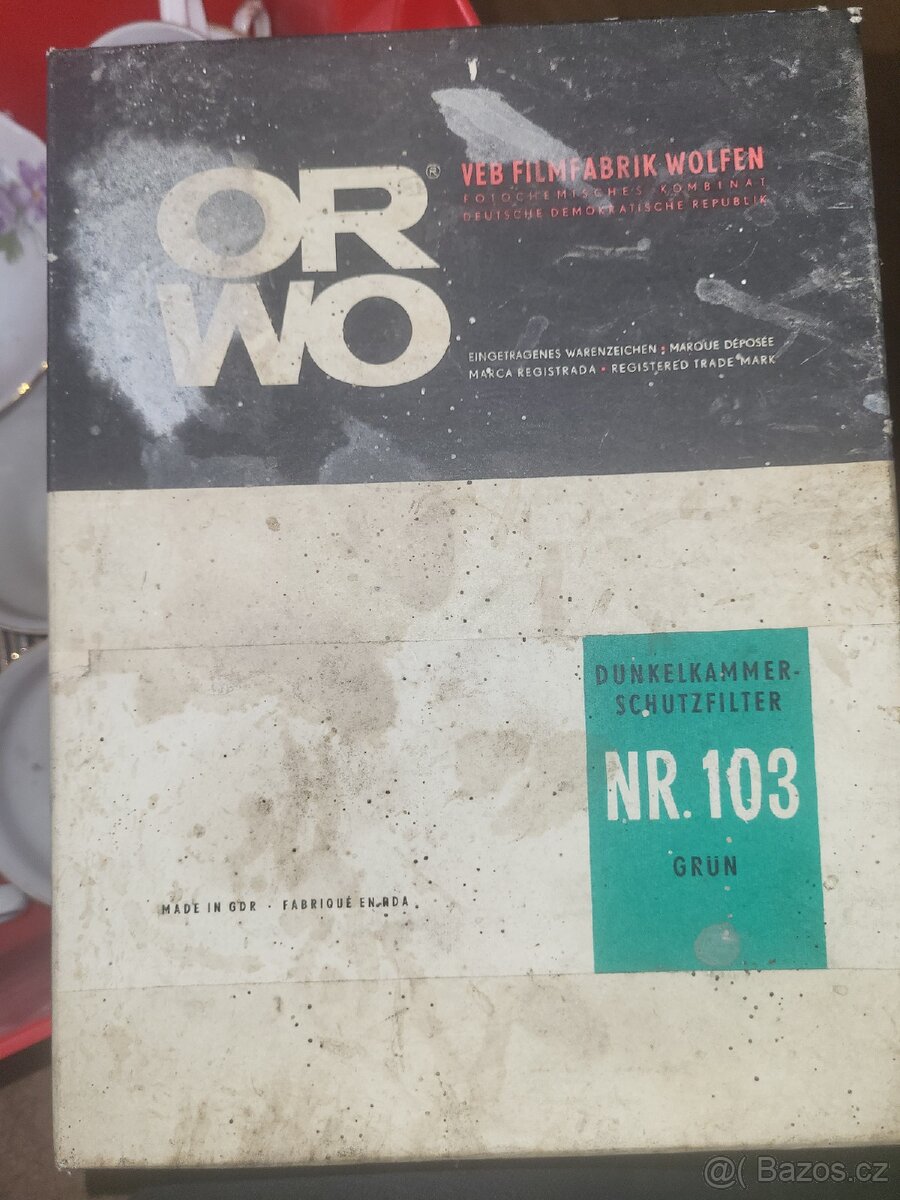 OR®
WO
VEB FILMFABRIK WOLFEN
FOTOCHEMISCHES KOMBINAT
DEUTSCHE DEMOKRATISCHE REPUBLIK
EINGETRAGENES WARENZEICHEN • MARQUE DÉPOSÉE
MARCA REGISTRADA • REGISTERED TRADE MARK
DUNKELKAMMER-
SCHUTZFILTER
NR. 103
GRÜN
MADE IN GDR · FABRIQUÉ EN RDA
@( Bazos.cz